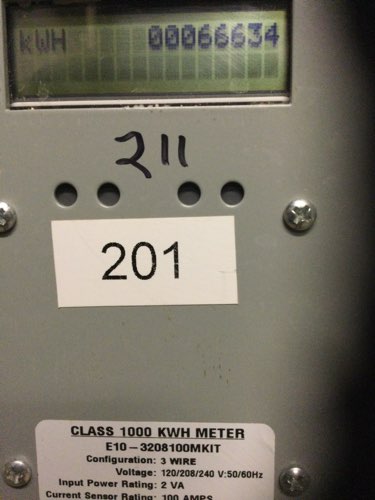 kWH 00066634
211
201
CLASS 1000 KWH METER
E10-3208100MKIT
Configuration: 3 WIRE
Voltage: 120/208/240 V:50/60Hz
Input Power Rating: 2 VA
Current Sensor Rating: 100 AMPS